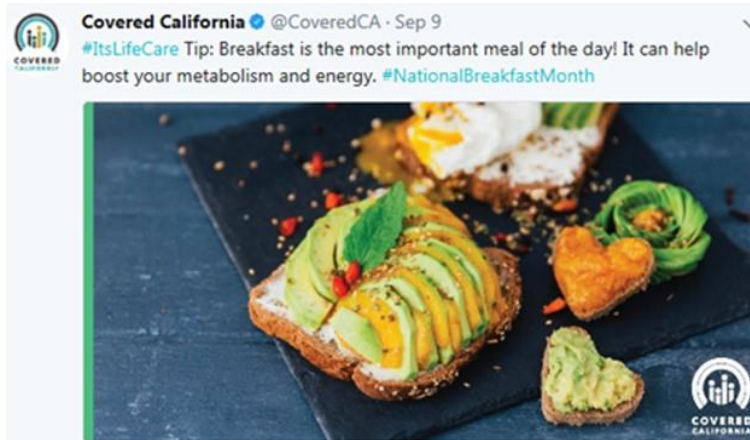 Covered California @CoveredCA · Sep 9
#ItsLifeCare Tip: Breakfast is the most important meal of the day! It can help
boost your metabolism and energy. #NationalBreakfastMonth
COVERED
CALIFORNIA
COVERED
CALIFORNIA